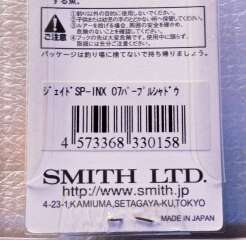 する魚。
ご注意
パッケージは釣り場に捨てないで持ち帰りましょう。
ジェイドSP-INX 07パープルシャドウ
4 573368 330158
SMITH LTD.
http://www.smith.jp
4-23-1,KAMIUMA,SETAGAYA-KU,TOKYO
MADE IN JAPAN